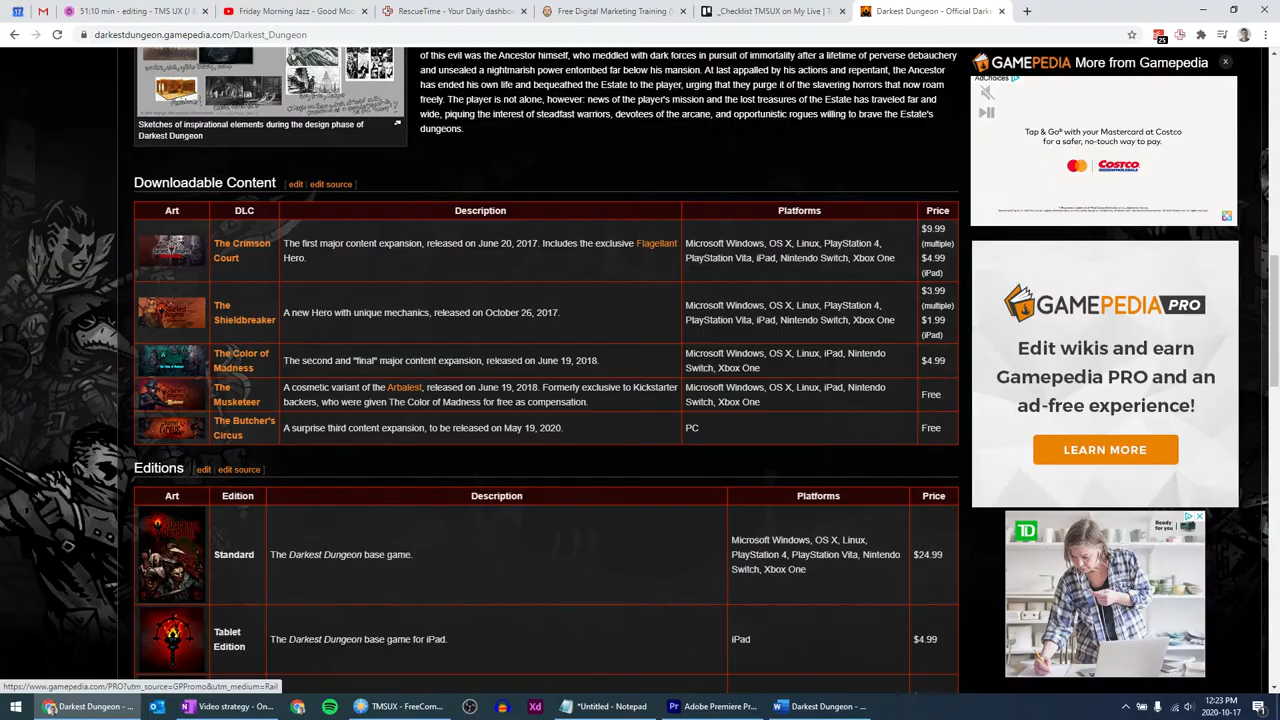 51:10 min dinking
Friday Morning Jazz - Good
RescueTime - Your daily dashbo
Free Digital Marketing Training (
_Checklist TMSUX on My Live | T
Darkest Dungeon - Official
darkestdungeon.gamepedia.com/Darkest_Dungeon
of this evil was the Ancestor himself, who meddled with dark forces in pursuit of immortality after a lifetime of perverse debauchery
and unsealed a nightmarish power entombed far below his mansion. At last appalled by his actions and repentant, the Ancestor
has ended his own life and bequeathed the Estate to the player, urging that they purge it of the slavering horrors that now roam
freely. The player is not alone, however: news of the player's mission and the lost treasures of the Estate has traveled far and
wide, piquing the interest of steadfast warriors, devotees of the arcane, and opportunistic rogues willing to brave the Estate's
dungeons.
Sketches of inspirational elements during the design phase of
Darkest Dungeon
GAMEPEDIA More from Gamepedia
AdChoices
Tap & Go® with your Mastercard at Costco
for a safer, no-touch way to pay.
COSTCO
WHOLESALE
Downloadable Content [ edit | edit source ]
Art DLC Description Platforms Price
The Crimson Court
The first major content expansion, released on June 20, 2017. Includes the exclusive Flagellant
Hero.
Microsoft Windows, OS X, Linux, PlayStation 4,
PlayStation Vita, iPad, Nintendo Switch, Xbox One
$9.99
(multiple)
$4.99
(iPad)
The
Shieldbreaker
A new Hero with unique mechanics, released on October 26, 2017.
Microsoft Windows, OS X, Linux, PlayStation 4,
PlayStation Vita, iPad, Nintendo Switch, Xbox One
$3.99
(multiple)
$1.99
(iPad)
The Color of
Madness
The second and "final" major content expansion, released on June 19, 2018.
Microsoft Windows, OS X, Linux, iPad, Nintendo
Switch, Xbox One
$4.99
The
Musketeer
A cosmetic variant of the Arbalest, released on June 19, 2018. Formerly exclusive to Kickstarter
backers, who were given The Color of Madness for free as compensation.
Microsoft Windows, OS X, Linux, iPad, Nintendo
Switch, Xbox One
Free
The Butcher's
Circus
A surprise third content expansion, to be released on May 19, 2020.
PC
Free
GAMEPEDIA PRO
Edit wikis and earn
Gamepedia PRO and an
ad-free experience!
LEARN MORE
Editions [ edit | edit source ]
Art Edition Description Platforms Price
Standard
The Darkest Dungeon base game.
Microsoft Windows, OS X, Linux,
PlayStation 4, PlayStation Vita, Nintendo
Switch, Xbox One
$24.99
Tablet
Edition
The Darkest Dungeon base game for iPad.
iPad
$4.99
TD
Ready
for you
https://www.gamepedia.com/PRO?utm_source=GPPromo&utm_medium=Rail
Darkest Dungeon - ...
Video strategy - On...
TMSUX - FreeCom...
*Untitled - Notepad
Adobe Premiere Pr...
Darkest Dungeon - ...
12:23 PM
2020-10-17